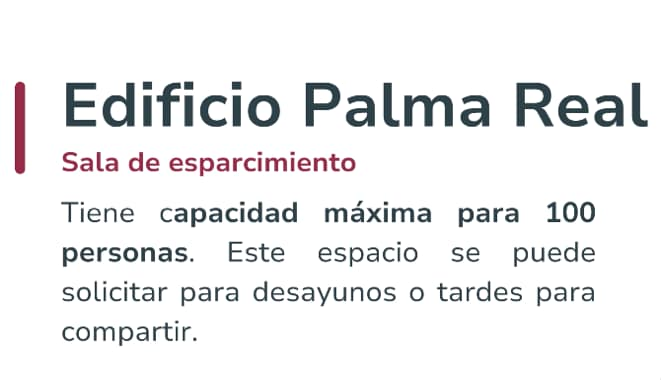 Edificio Palma Real
Sala de esparcimiento
Tiene capacidad máxima para 100
personas. Este espacio se puede
solicitar para desayunos o tardes para
compartir.